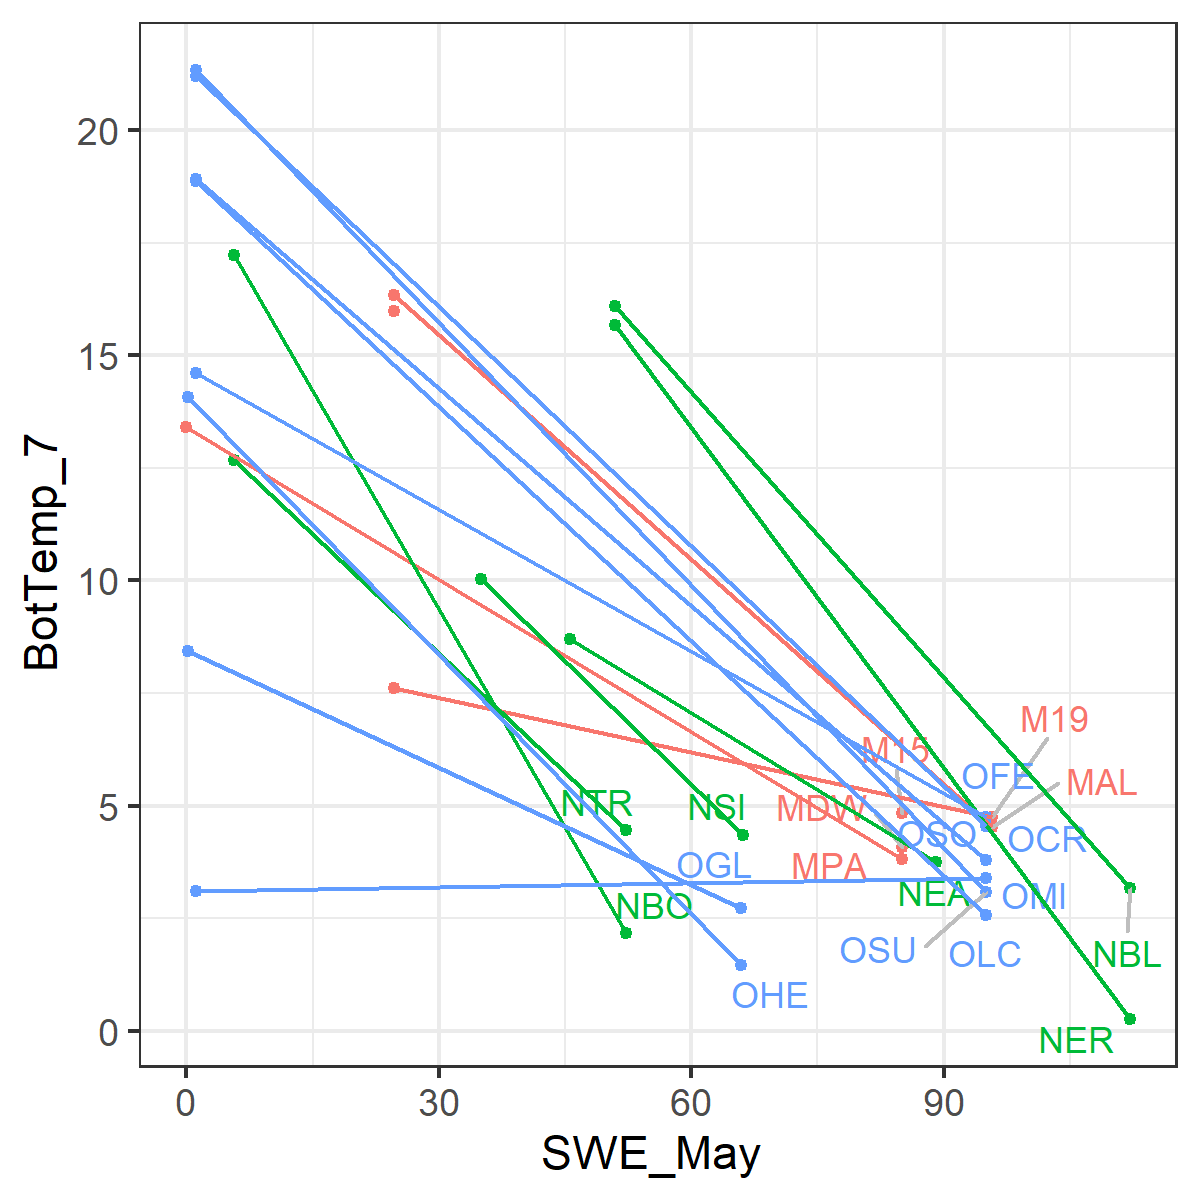 20
15
10
5
0
BotTemp_7
M19
M15
OFE
MAL
NTR
NSI
MDW
OSO
OCR
OGL
MPA
NEA
OMI
NBO
OSU
OLC
NBL
OHE
NER
0
30
60
90
SWE_May